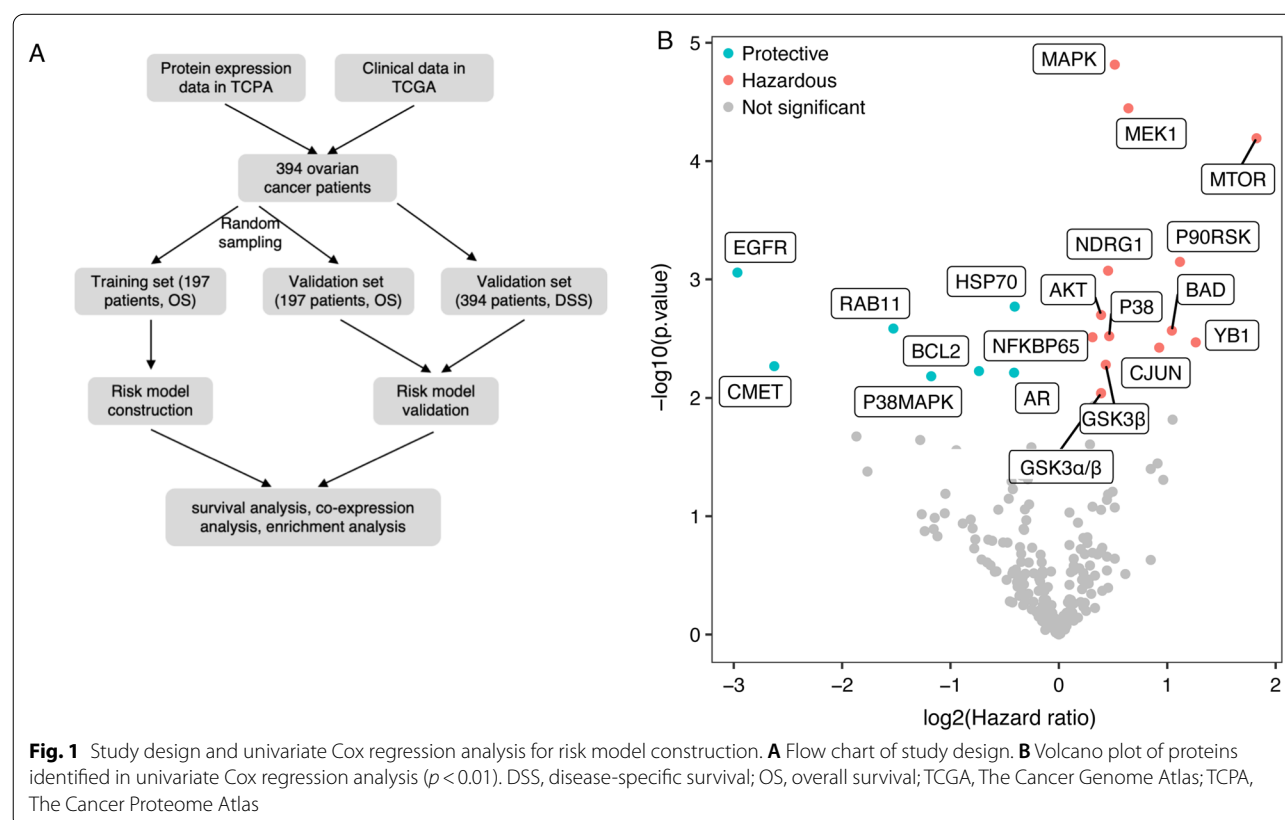 A
Protein expression
data in TCPA
Clinical data in
TCGA
394 ovarian
cancer patients
Random
sampling
Training set (197
patients, OS)
Validation set
(197 patients, OS)
Validation set
(394 patients, DSS)
Risk model
construction
Risk model
validation
survival analysis, co-expression
analysis, enrichment analysis
B
Protective
Hazardous
Not significant
MAPK
MEK1
MTOR
EGFR
NDRG1
P90RSK
HSP70
AKT
BAD
RAB11
P38
YB1
BCL2
NFKBP65
CJUN
CMET
P38MAPK
AR
GSK3β
GSK3α/β
5
4
3
2
1
0
−log10(p.value)
−3
−2
−1
0
1
2
log2(Hazard ratio)
Fig. 1 Study design and univariate Cox regression analysis for risk model construction. A Flow chart of study design. B Volcano plot of proteins
identified in univariate Cox regression analysis (p < 0.01). DSS, disease-specific survival; OS, overall survival; TCGA, The Cancer Genome Atlas; TCPA,
The Cancer Proteome Atlas